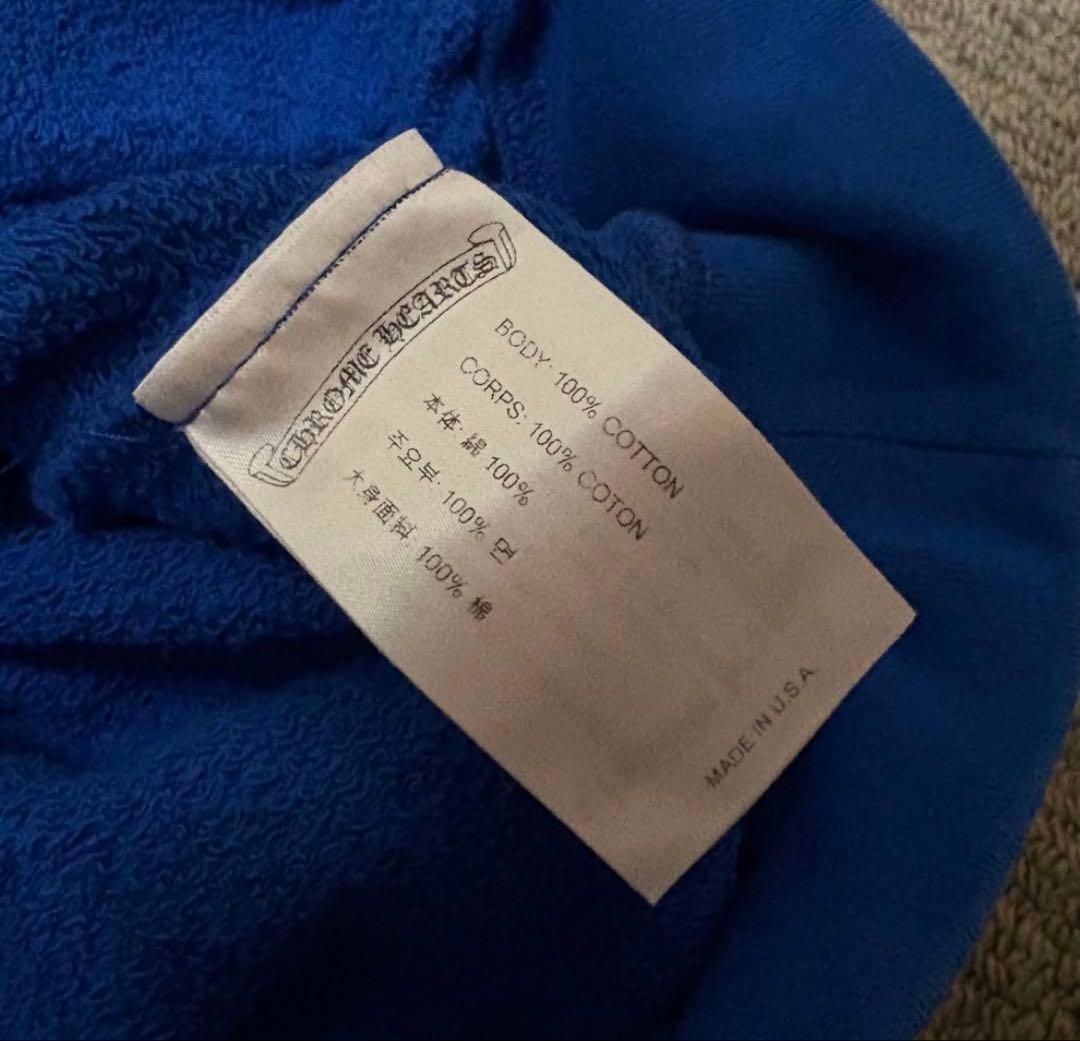 CHROME HEARTS
BODY: 100% COTTON
CORPS: 100% COTON
本体: 綿 100%
주요부: 100% 면
大身面料: 100% 棉
MADE IN U.S.A